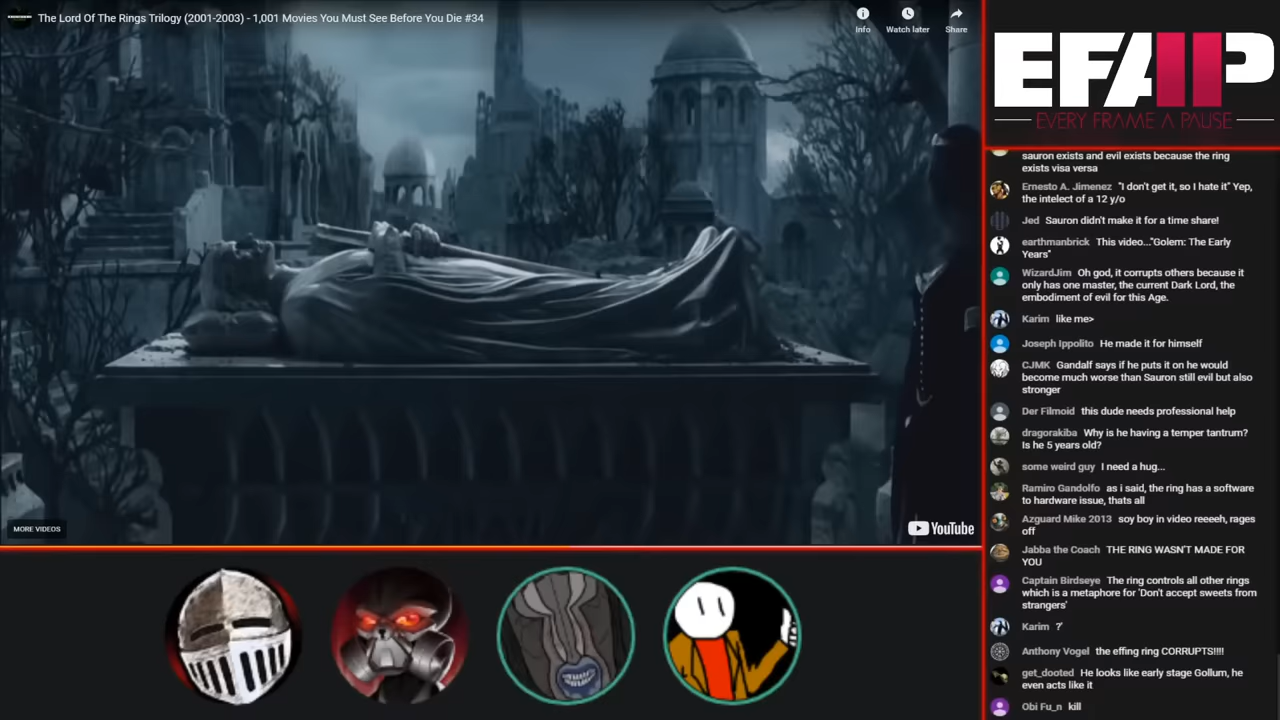 The Lord Of The Rings Trilogy (2001-2003) - 1,001 Movies You Must See Before You Die #34
Info
Watch later
Share
MORE VIDEOS
YouTube
EFAP
EVERY FRAME A PAUSE
sauron exists and evil exists because the ring
exists visa versa
Ernesto A. Jimenez "I don't get it, so I hate it" Yep,
the intelect of a 12 y/o
Jed Sauron didn't make it for a time share!
earthmanbrick This video..."Golem: The Early
Years"
WizardJim Oh god, it corrupts others because it
only has one master, the current Dark Lord, the
embodiment of evil for this Age.
Karim like me>
Joseph Ippolito He made it for himself
CJMK Gandalf says if he puts it on he would
become much worse than Sauron still evil but also
stronger
Der Filmoid this dude needs professional help
dragorakiba Why is he having a temper tantrum?
Is he 5 years old?
some weird guy I need a hug...
Ramiro Gandolfo as i said, the ring has a software
to hardware issue, thats all
Azguard Mike 2013 soy boy in video reeeeh, rages
off
Jabba the Coach THE RING WASN'T MADE FOR
YOU
Captain Birdseye The ring controls all other rings
which is a metaphor for 'Don't accept sweets from
strangers'
Karim ?'
Anthony Vogel the effing ring CORRUPTS!!!!
get_dooted He looks like early stage Gollum, he
even acts like it
Obi Fu_n kill